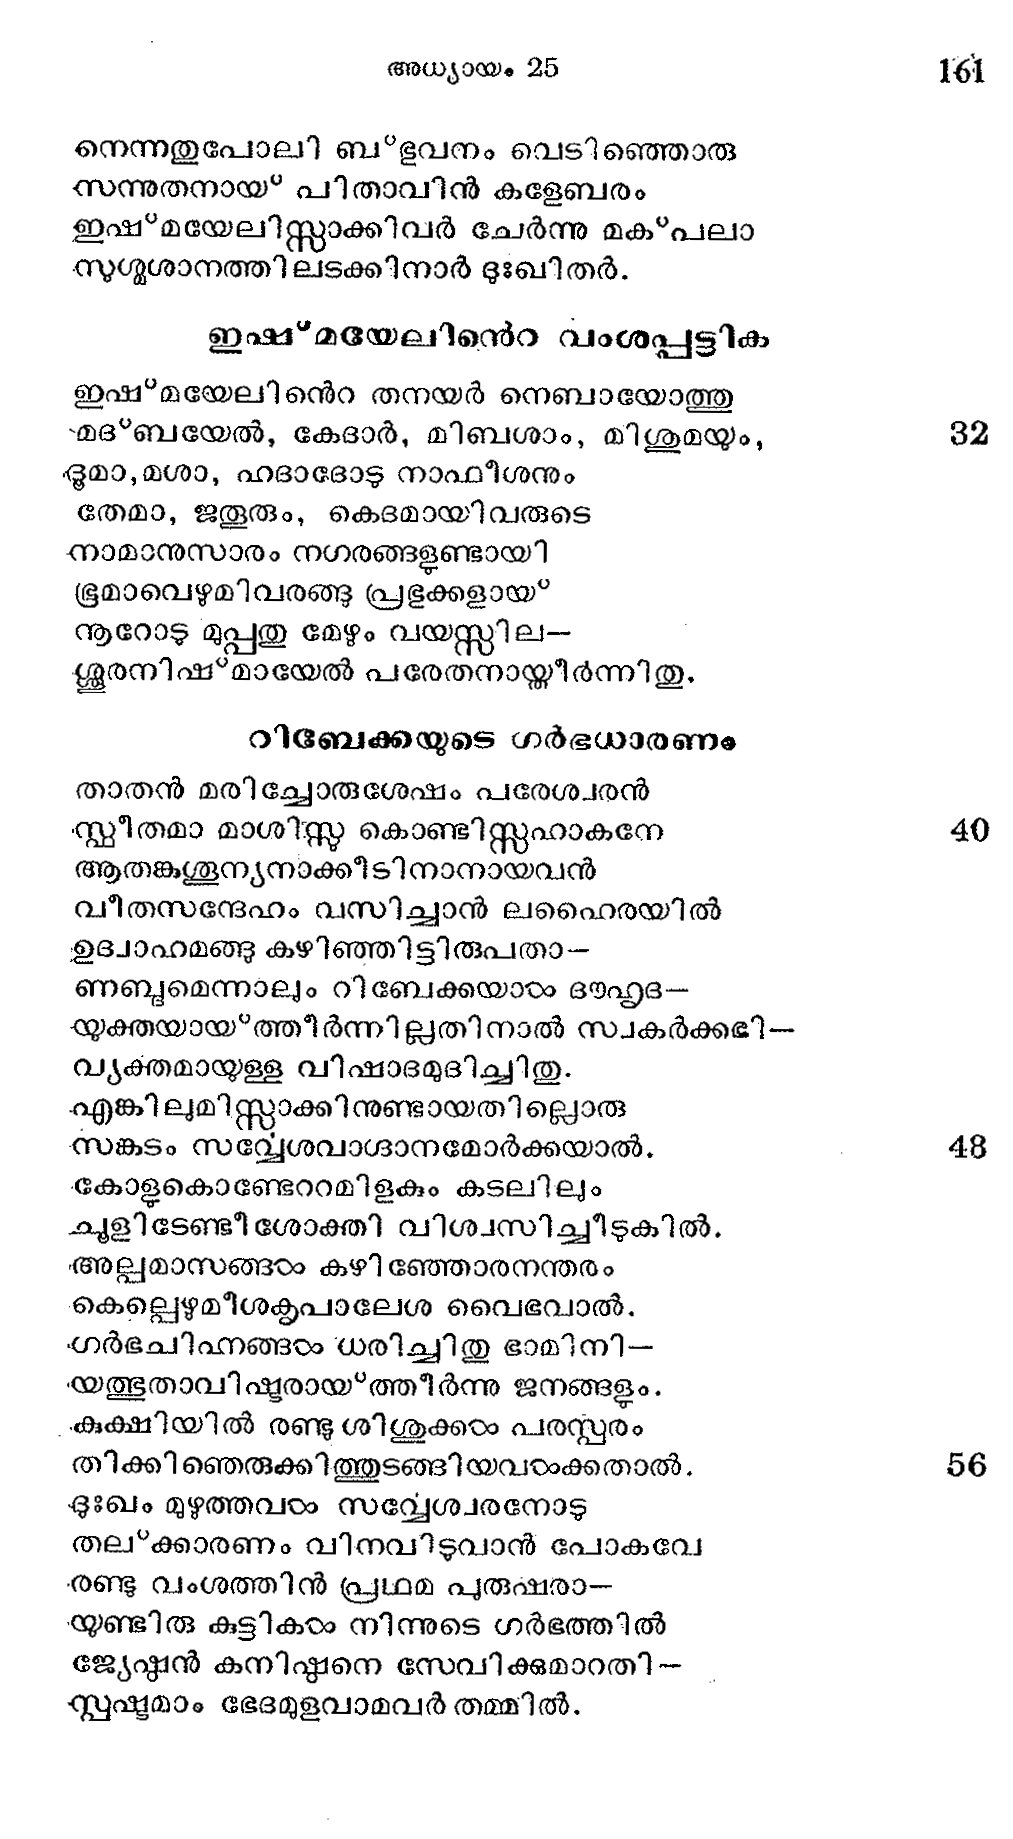 അധ്യായം 25
161
നെന്നതുപോലി ബ്ഭുവനം വെടിഞ്ഞൊരു
സന്നുതനായ് പിതാവിൻ കളേബരം
ഇഷ്മയേലിസ്സാക്കിവർ ചേർന്നു മക്പലാ
സുശ്മശാനത്തിലടക്കിനാർ ദുഃഖിതർ.
ഇഷ്മയേലിൻെറ വംശപ്പട്ടിക
ഇഷ്മയേലിൻെറ തനയർ നെബായോത്തു
മദ്ബയേൽ, കേദാർ, മിബശാം, മിശുമയും,
32
ദൂമാ,മശാ, ഹദാദോടു നാഫീശനും
തേമാ, ജതൂരും, കെദമായിവരുടെ
നാമാനുസാരം നഗരങ്ങളുണ്ടായി
ഭൂമാവെഴുമിവരങ്ങു പ്രഭുക്കളായ്
നൂറോടു മുപ്പതു മേഴും വയസ്സില—
ശ്ശൂരനിഷ്മായേൽ പരേതനായ്ത്തീർന്നിതു.
റിബേക്കയുടെ ഗർഭധാരണം
താതൻ മരിച്ചോരുശേഷം പരേശ്വരൻ
സ്ഫീതമാ മാശിസ്സു കൊണ്ടിസ്സഹാകനേ
40
ആതങ്കശൂന്യനാക്കീടിനാനായവൻ
വീതസന്ദേഹം വസിച്ചാൻ ലഹൈരയിൽ
ഉദ്വാഹമങ്ങു കഴിഞ്ഞിട്ടിരുപതാ—
ണബ്ദമെന്നാലും റിബേക്കയാൾ ദൗഹൃദ—
യുക്തയായ്ത്തീർന്നില്ലതിനാൽ സ്വകർക്കഭി—
വ്യക്തമായുള്ള വിഷാദമുദിച്ചിതു.
എങ്കിലുമിസ്സാക്കിനുണ്ടായതില്ലൊരു
സങ്കടം സർവ്വേശവാഗ്ദാനമോർക്കയാൽ.
48
കോളുകൊണ്ടേററമിളകും കടലിലും
ചൂളിടേണ്ടീശോക്തി വിശ്വസിച്ചീടുകിൽ.
അല്പമാസങ്ങൾ കഴിഞ്ഞോരനന്തരം
കെല്പെഴുമീശകൃപാലേശ വൈഭവാൽ.
ഗർഭചിഹ്നങ്ങൾ ധരിച്ചിതു ഭാമിനി—
യത്ഭുതാവിഷ്ടരായ്ത്തീർന്നു ജനങ്ങളും.
കുക്ഷിയിൽ രണ്ടു ശിശുക്കൾ പരസ്പരം
തിക്കിഞെരുക്കിത്തുടങ്ങിയവൾക്കതാൽ.
56
ദുഃഖം മുഴുത്തവൾ സർവ്വേശ്വരനോടു
തല്ക്കാരണം വിനവിടുവാൻ പോകവേ
രണ്ടു വംശത്തിൻ പ്രഥമ പുരുഷരാ—
യുണ്ടിരു കുട്ടികൾ നിന്നുടെ ഗർഭത്തിൽ
ജ്യേഷ്ഠൻ കനിഷ്ഠനെ സേവിക്കുമാറതി—
സ്പഷ്ടമാം ഭേദമുളവാമവർ തമ്മിൽ.